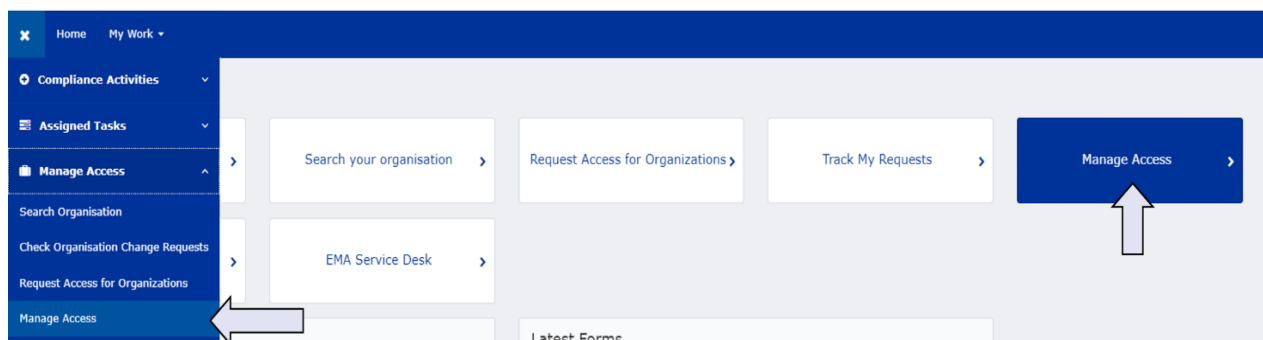 Home My Work
Compliance Activities
Assigned Tasks
Manage Access
Search Organisation
Check Organisation Change Requests
Request Access for Organizations
Manage Access
Search your organisation
Request Access for Organizations
Track My Requests
Manage Access
EMA Service Desk
Latest Forms